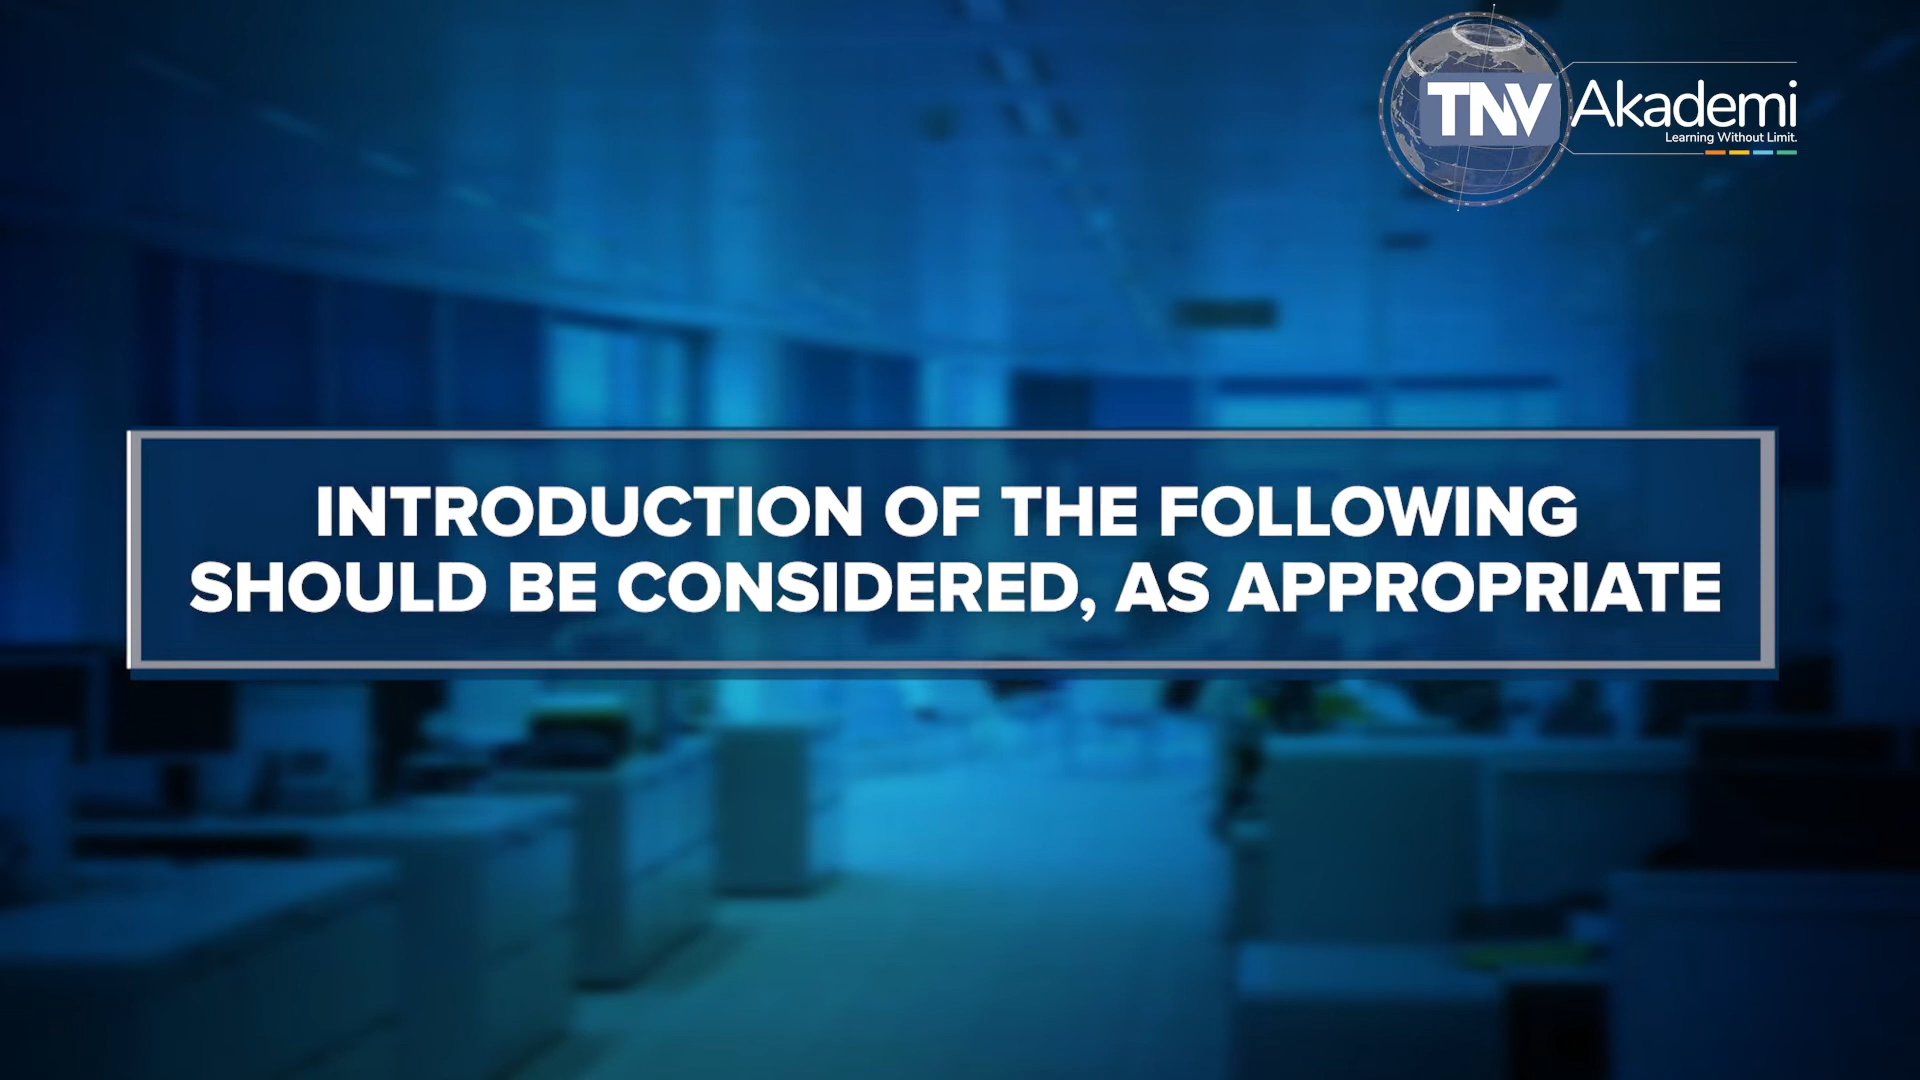 TNV Akademi
Learning Without Limit.
INTRODUCTION OF THE FOLLOWING
SHOULD BE CONSIDERED, AS APPROPRIATE